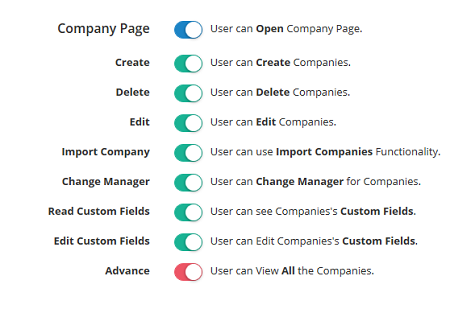 Company Page User can Open Company Page.
Create User can Create Companies.
Delete User can Delete Companies.
Edit User can Edit Companies.
Import Company User can use Import Companies Functionality.
Change Manager User can Change Manager for Companies.
Read Custom Fields User can see Companies's Custom Fields.
Edit Custom Fields User can Edit Companies's Custom Fields.
Advance User can View All the Companies.